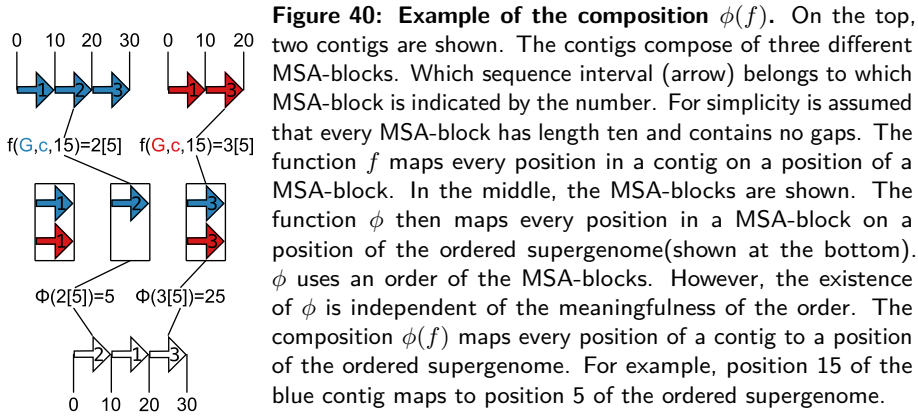 0 10 20 30 0 10 20
1 2 3 1 3
f(G,c,15)=2[5] f(G,c,15)=3[5]
1 2 3
1 3
Φ(2[5])=5 Φ(3[5])=25
2 1 3
0 10 20 30
Figure 40: Example of the composition ϕ(f). On the top,
two contigs are shown. The contigs compose of three different
MSA-blocks. Which sequence interval (arrow) belongs to which
MSA-block is indicated by the number. For simplicity is assumed
that every MSA-block has length ten and contains no gaps. The
function f maps every position in a contig on a position of a
MSA-block. In the middle, the MSA-blocks are shown. The
function ϕ then maps every position in a MSA-block on a
position of the ordered supergenome(shown at the bottom).
ϕ uses an order of the MSA-blocks. However, the existence
of ϕ is independent of the meaningfulness of the order. The
composition ϕ(f) maps every position of a contig to a position
of the ordered supergenome. For example, position 15 of the
blue contig maps to position 5 of the ordered supergenome.